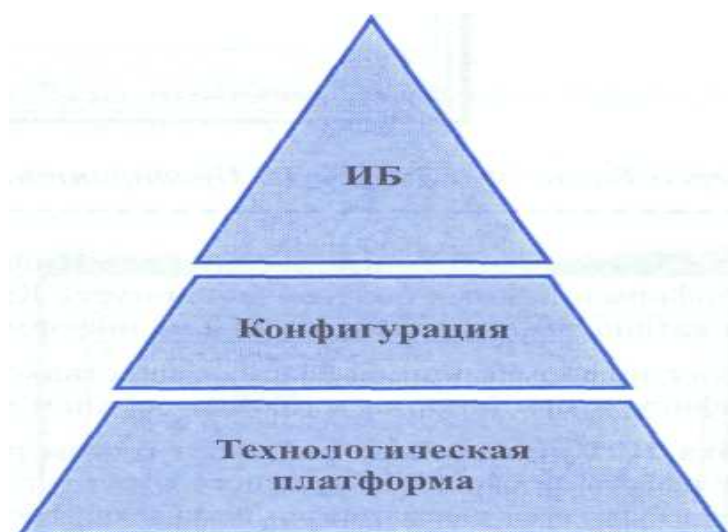 ИБ
Конфигурация
Технологическая
платформа